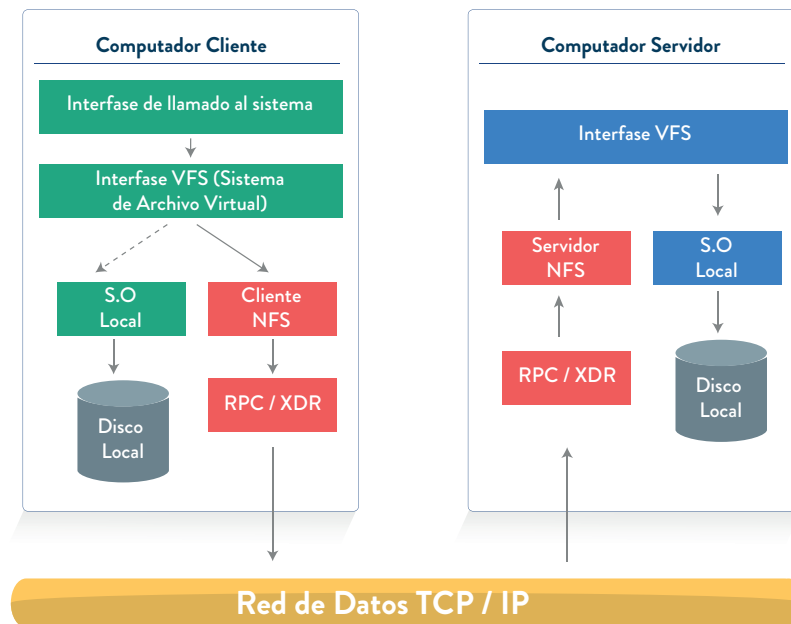 Computador Cliente
Interfase de llamado al sistema
Interfase VFS (Sistema
de Archivo Virtual)
S.O
Local
Cliente
NFS
Disco
Local
RPC / XDR
Computador Servidor
Interfase VFS
Servidor
NFS
S.O
Local
RPC / XDR
Disco
Local
Red de Datos TCP / IP